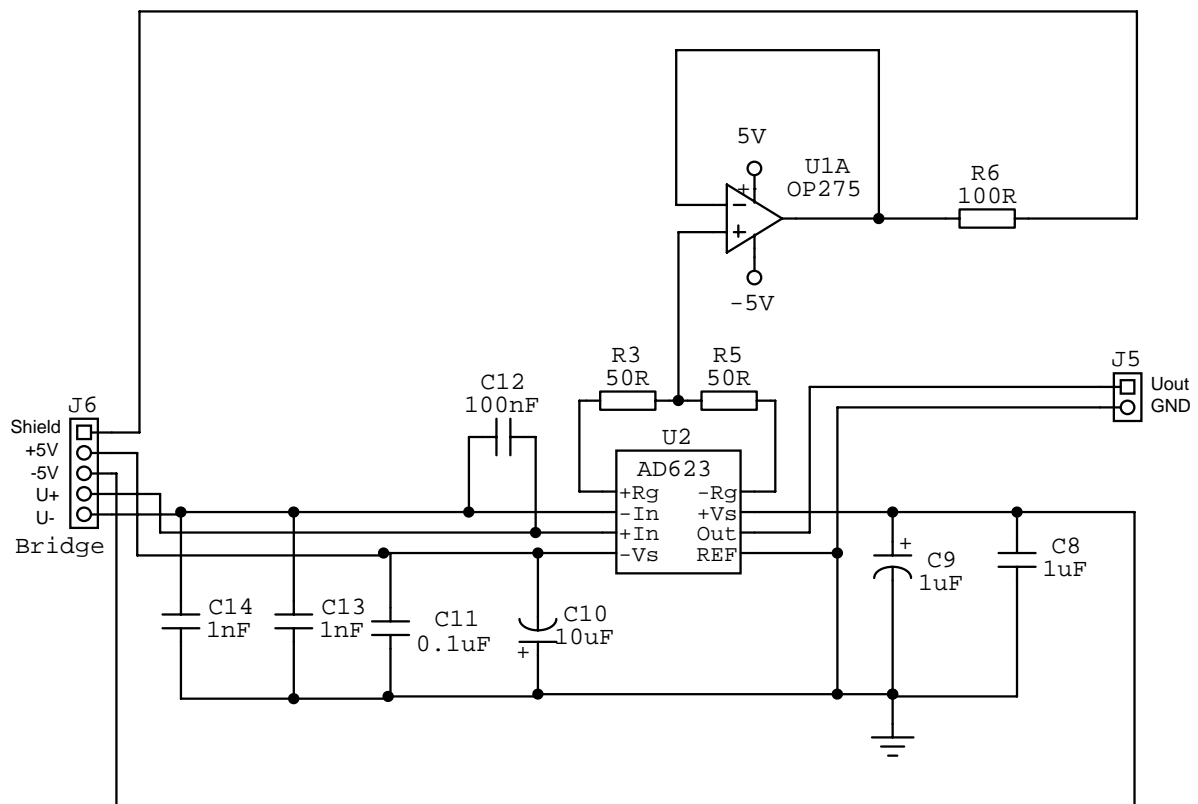 5V
U1A
OP275
+
−
+
-5V
R6
100R
R3
50R
R5
50R
J5
Uout
GND
C12
100nF
J6
Shield
+5V
-5V
U+
U-
Bridge
U2
AD623
+Rg
-Rg
-In
+Vs
+In
Out
-Vs
REF
C14
1nF
C13
1nF
C11
0.1uF
+
C10
10uF
+
C9
1uF
C8
1uF